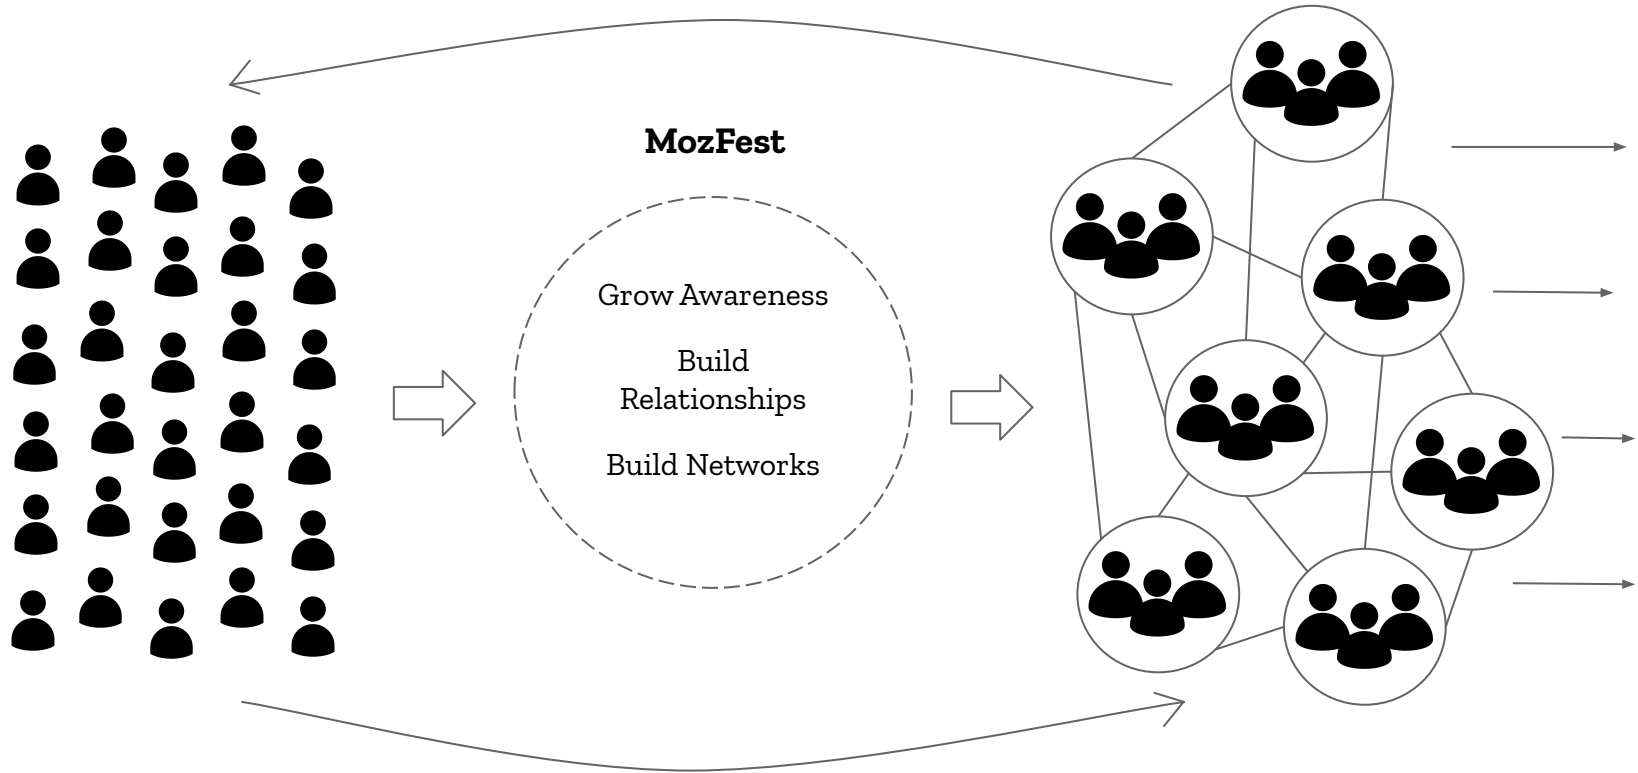 MozFest
Grow Awareness
Build
Relationships
Build Networks